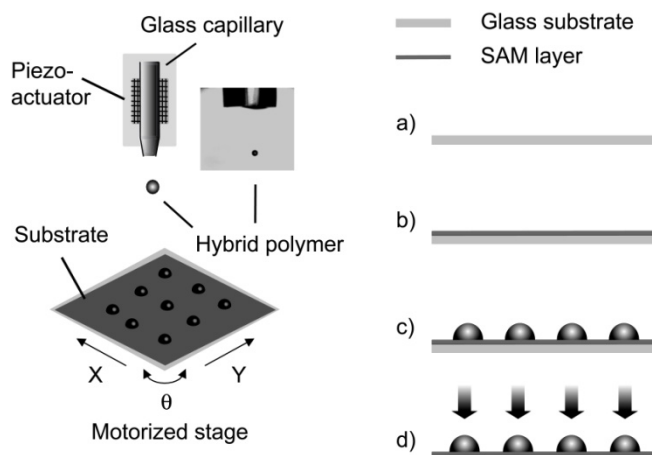 Glass capillary
Piezo-
actuator
Substrate
Hybrid polymer
X
Y
θ
Motorized stage
Glass substrate
SAM layer
a)
b)
c)
d)